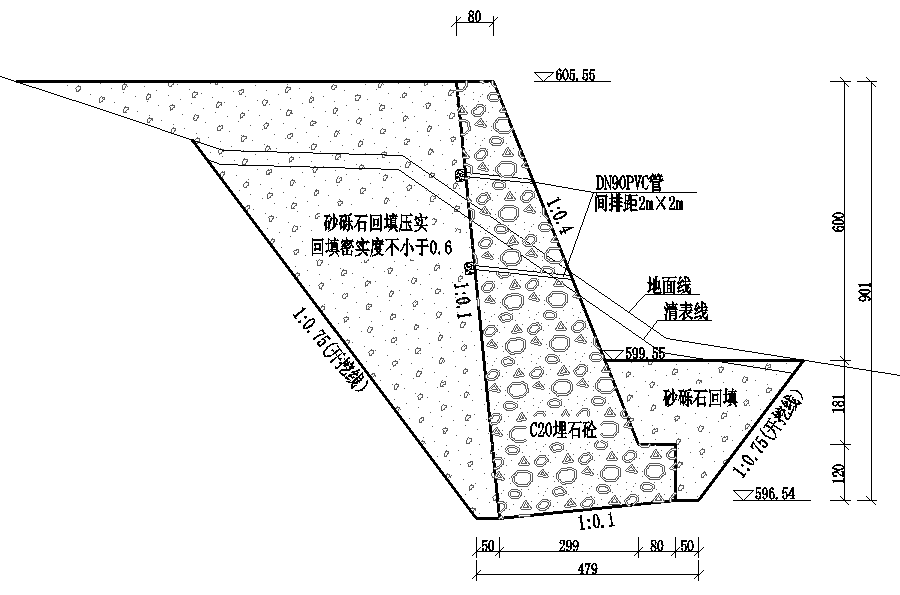 80
605.55
DN90PVC管
间排距2m×2m
1:0.4
砂砾石回填压实
回填密实度不小于0.6
600
地面线
901
1:0.1
清表线
1:0.75(开挖线)
599.55
砂砾石回填
181
C20埋石砼
1:0.75(开挖线)
120
596.54
1:0.1
50
299
80
50
479